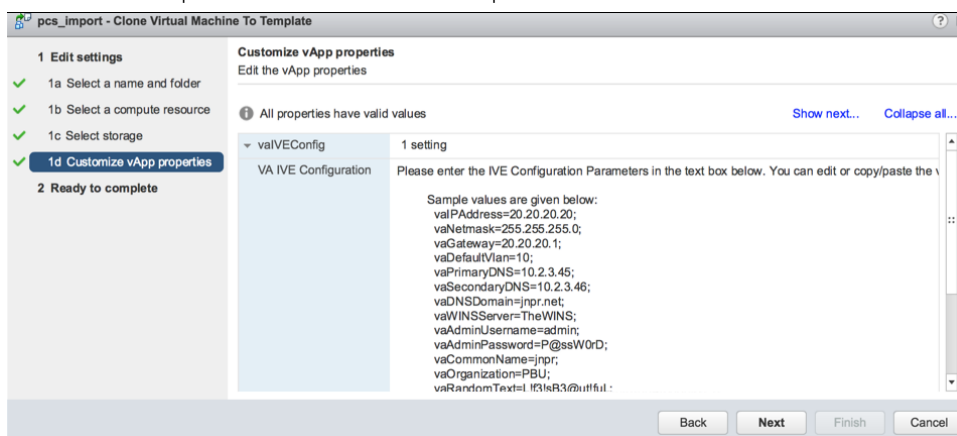 pcs_import - Clone Virtual Machine To Template
?
1 Edit settings
1a Select a name and folder
1b Select a compute resource
1c Select storage
1d Customize vApp properties
2 Ready to complete
Customize vApp properties
Edit the vApp properties
All properties have valid values
Show next...
Collapse all...
vaIVEConfig
1 setting
VA IVE Configuration
Please enter the IVE Configuration Parameters in the text box below. You can edit or copy/paste the
Sample values are given below:
vaIPAddress=20.20.20.20;
vaNetmask=255.255.255.0;
vaGateway=20.20.20.1;
vaDefaultVlan=10;
vaPrimaryDNS=10.2.3.45;
vaSecondaryDNS=10.2.3.46;
vaDNSDomain=jnpr.net;
vaWINSServer=TheWINS;
vaAdminUsername=admin;
vaAdminPassword=P@ssW0rD;
vaCommonName=jnpr;
vaOrganization=PBU;
Back
Next
Finish
Cancel